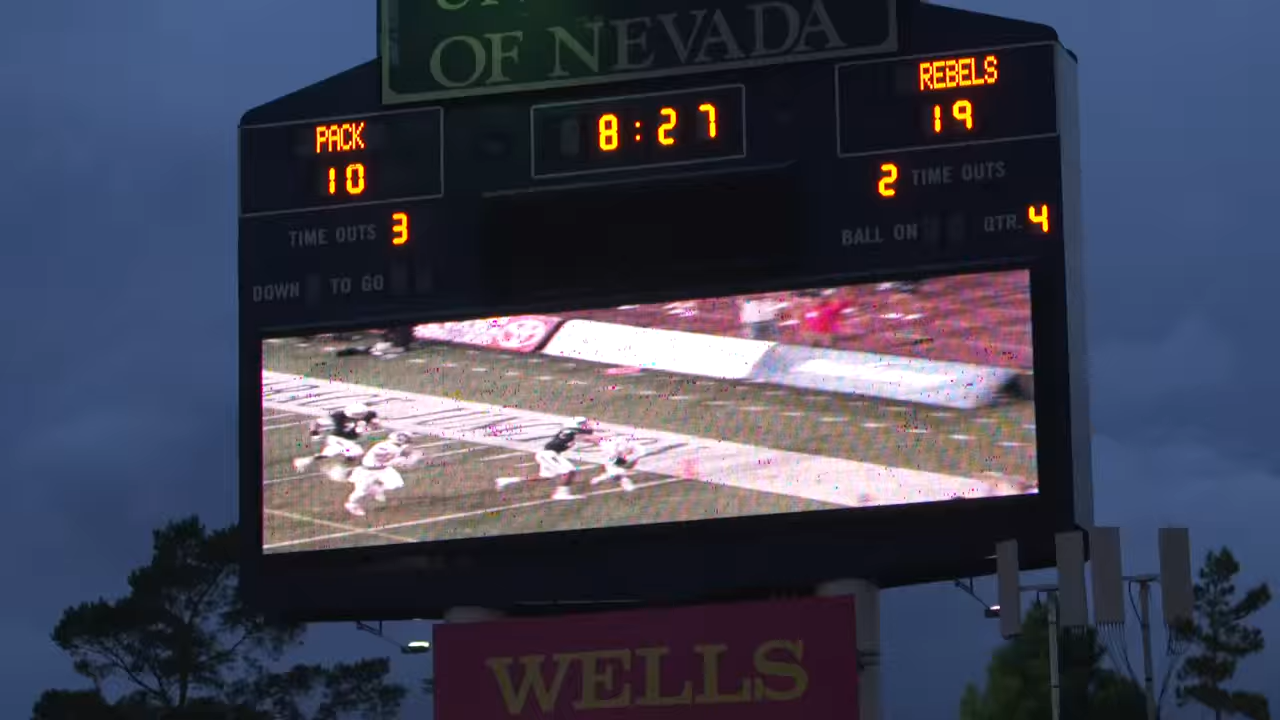 OF NEVADA
PACK
10
8:27
REBELS
19
TIME OUTS 3
2 TIME OUTS
DOWN TO GO
BALL ON QTR. 4
WELLS